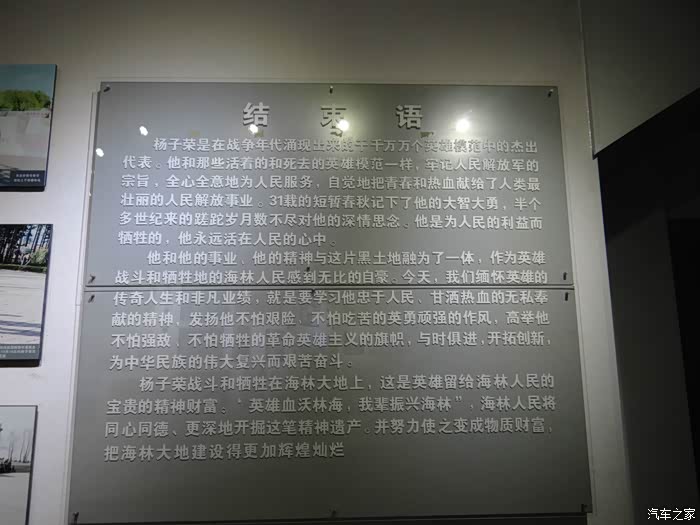 结束语
杨子荣是在战争年代涌现出来的千千万万个英雄模范中的杰出
代表。他和那些活着的和死去的英雄模范一样，牢记人民解放军的
宗旨，全心全意地为人民服务，自觉地把青春和热血献给了人类最
壮丽的人民解放事业。31载的短暂春秋记下了他的大智大勇，半个
多世纪来的蹉跎岁月数不尽对他的深情思念。他是为人民的利益而
牺牲的，他永远活在人民的心中。
他和他的事业、他的精神与这片黑土地融为了一体，作为英雄
战斗和牺牲地的海林人民感到无比的自豪。今天，我们缅怀英雄的
传奇人生和非凡业绩，就是要学习他忠于人民、甘洒热血的无私奉
献的精神，发扬他不怕艰险、不怕吃苦的英勇顽强的作风，高举他
不怕强敌、不怕牺牲的革命英雄主义的旗帜，与时俱进，开拓创新，
为中华民族的伟大复兴而艰苦奋斗。
杨子荣战斗和牺牲在海林大地上，这是英雄留给海林人民的
宝贵的精神财富。“英雄血沃林海，我辈振兴海林”，海林人民将
同心同德、更深地开掘这笔精神遗产。并努力使之变成物质财富，
把海林大地建设得更加辉煌灿烂
汽车之家